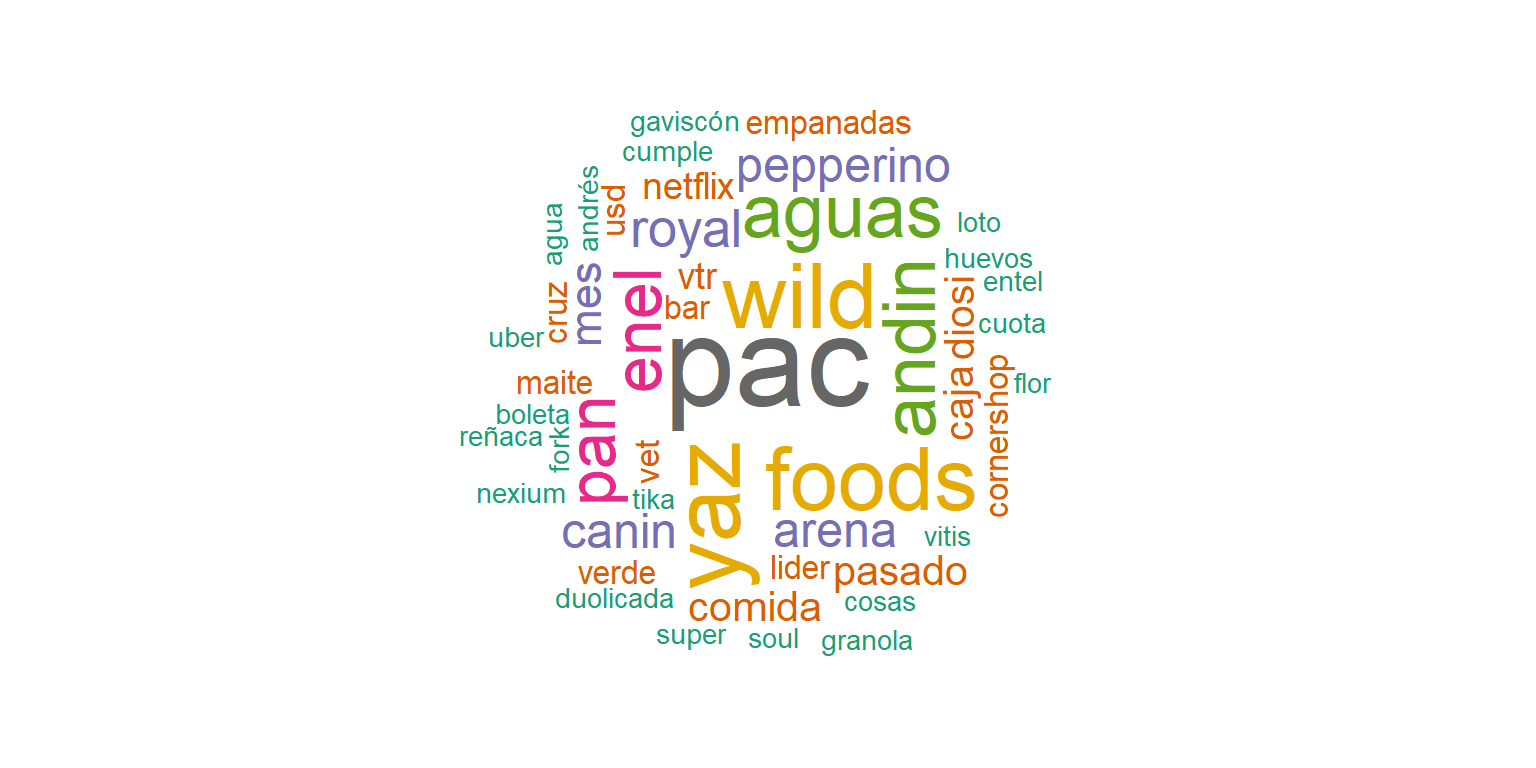 gaviscón
empanadas
cumple
pepperino
netflix
usd
andrés
agua
royal
aguas
loto
huevos
entel
vtr
bar
wild
andin
diosi
enel
mes
cruz
cuota
uber
pac
caja
cornershop
flor
maite
pan
boleta
reñaca
forka
vet
yaz
foods
nexium
tika
canin
arena
vitis
verde
lider
pasado
duolicada
comida
cosas
super
soul
granola